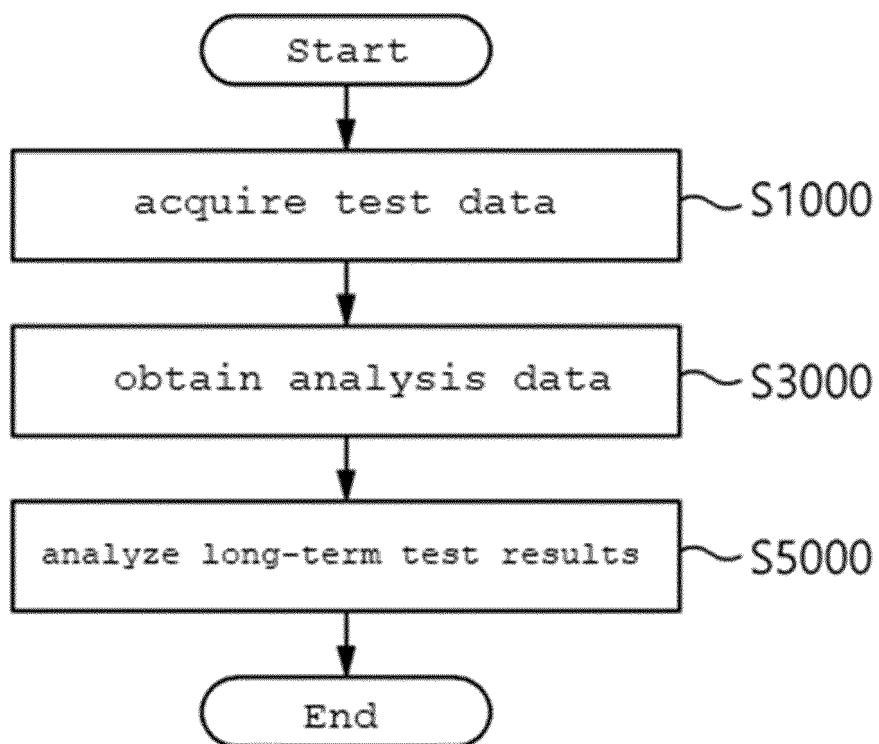 Start
acquire test data
S1000
obtain analysis data
S3000
analyze long-term test results
S5000
End